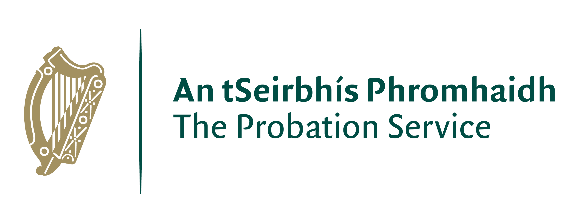 An tSeirbhís Phromhaidh
The Probation Service